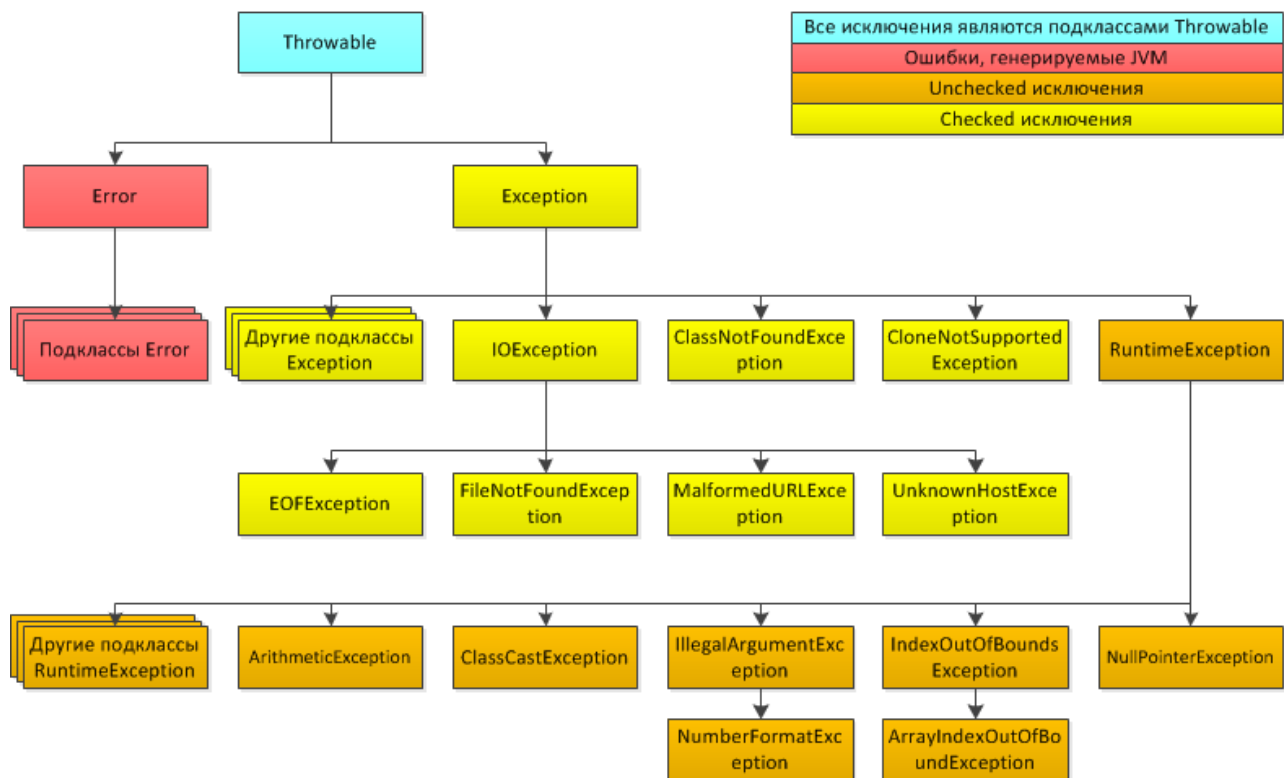 Throwable
Все исключения являются подклассами Throwable
Ошибки, генерируемые JVM
Unchecked исключения
Checked исключения
Error
Exception
Подклассы Error
Другие подклассы
Exception
IOException
ClassNotFoundExce
ption
CloneNotSupported
Exception
RuntimeException
EOFException
FileNotFoundExcep
tion
MalformedURLExce
ption
UnknownHostExce
ption
Другие подклассы
RuntimeException
ArithmeticException
ClassCastException
IllegalArgumentExc
eption
IndexOutOfBounds
Exception
NullPointerException
NumberFormatExc
eption
ArrayIndexOutOfBo
undException